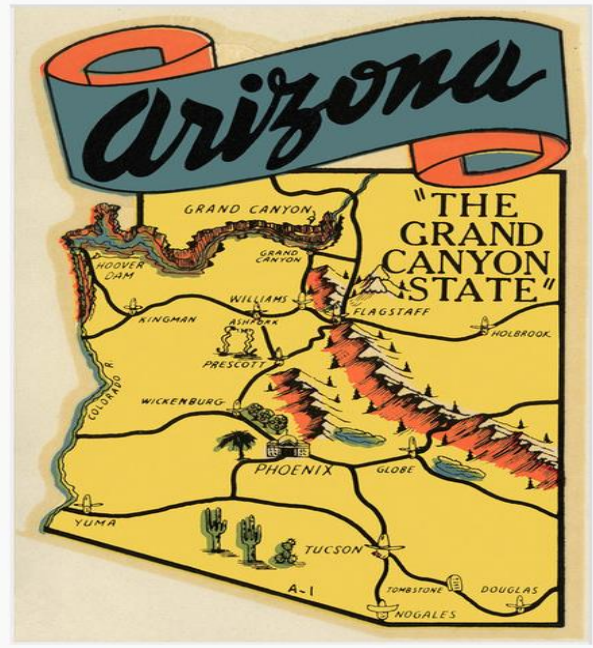 Arizona
GRAND CANYON
"THE
GRAND
CANYON
STATE"
GRAND
CANYON
HOOVER
DAM
WILLIAMS
FLAGSTAFF
KINGMAN
ASHFORK
HOLBROOK
PRESCOTT
COLORADO R.
WICKENBURG
PHOENIX
GLOBE
YUMA
TUCSON
A-1
TOMBSTONE
DOUGLAS
NOGALES